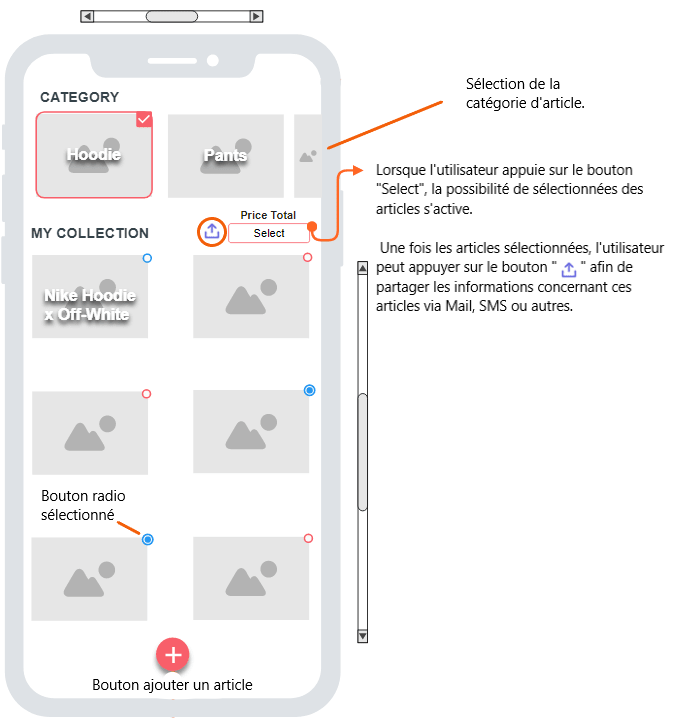 Sélection de la
catégorie d'article.
CATEGORY
Hoodie
Pants
Lorsque l'utilisateur appuie sur le bouton
"Select", la possibilité de sélectionnées des
articles s'active.
Price Total
MY COLLECTION
Select
Une fois les articles sélectionnées, l'utilisateur
peut appuyer sur le bouton " " afin de
partager les informations concernant ces
articles via Mail, SMS ou autres.
Nike Hoodie
x Off-White
Bouton radio
sélectionné
Bouton ajouter un article